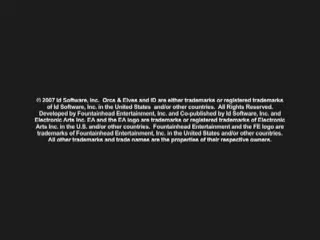 © 2007 Id Software, Inc. Orcs & Elves and ID are either trademarks or registered trademarks
of Id Software, Inc. in the United States and/or other countries. All Rights Reserved.
Developed by Fountainhead Entertainment, Inc. and Co-published by Id Software, Inc. and
Electronic Arts Inc. EA and the EA logo are trademarks or registered trademarks of Electronic
Arts Inc. in the U.S. and/or other countries. Fountainhead Entertainment and the FE logo are
trademarks of Fountainhead Entertainment, Inc. in the United States and/or other countries.
All other trademarks and trade names are the properties of their respective owners.